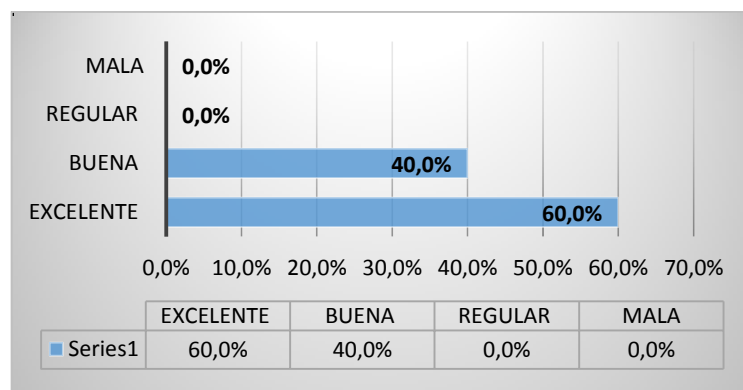 MALA 0,0%
REGULAR 0,0%
BUENA 40,0%
EXCELENTE 60,0%
0,0% 10,0% 20,0% 30,0% 40,0% 50,0% 60,0% 70,0%
EXCELENTE BUENA REGULAR MALA
Series1 60,0% 40,0% 0,0% 0,0%